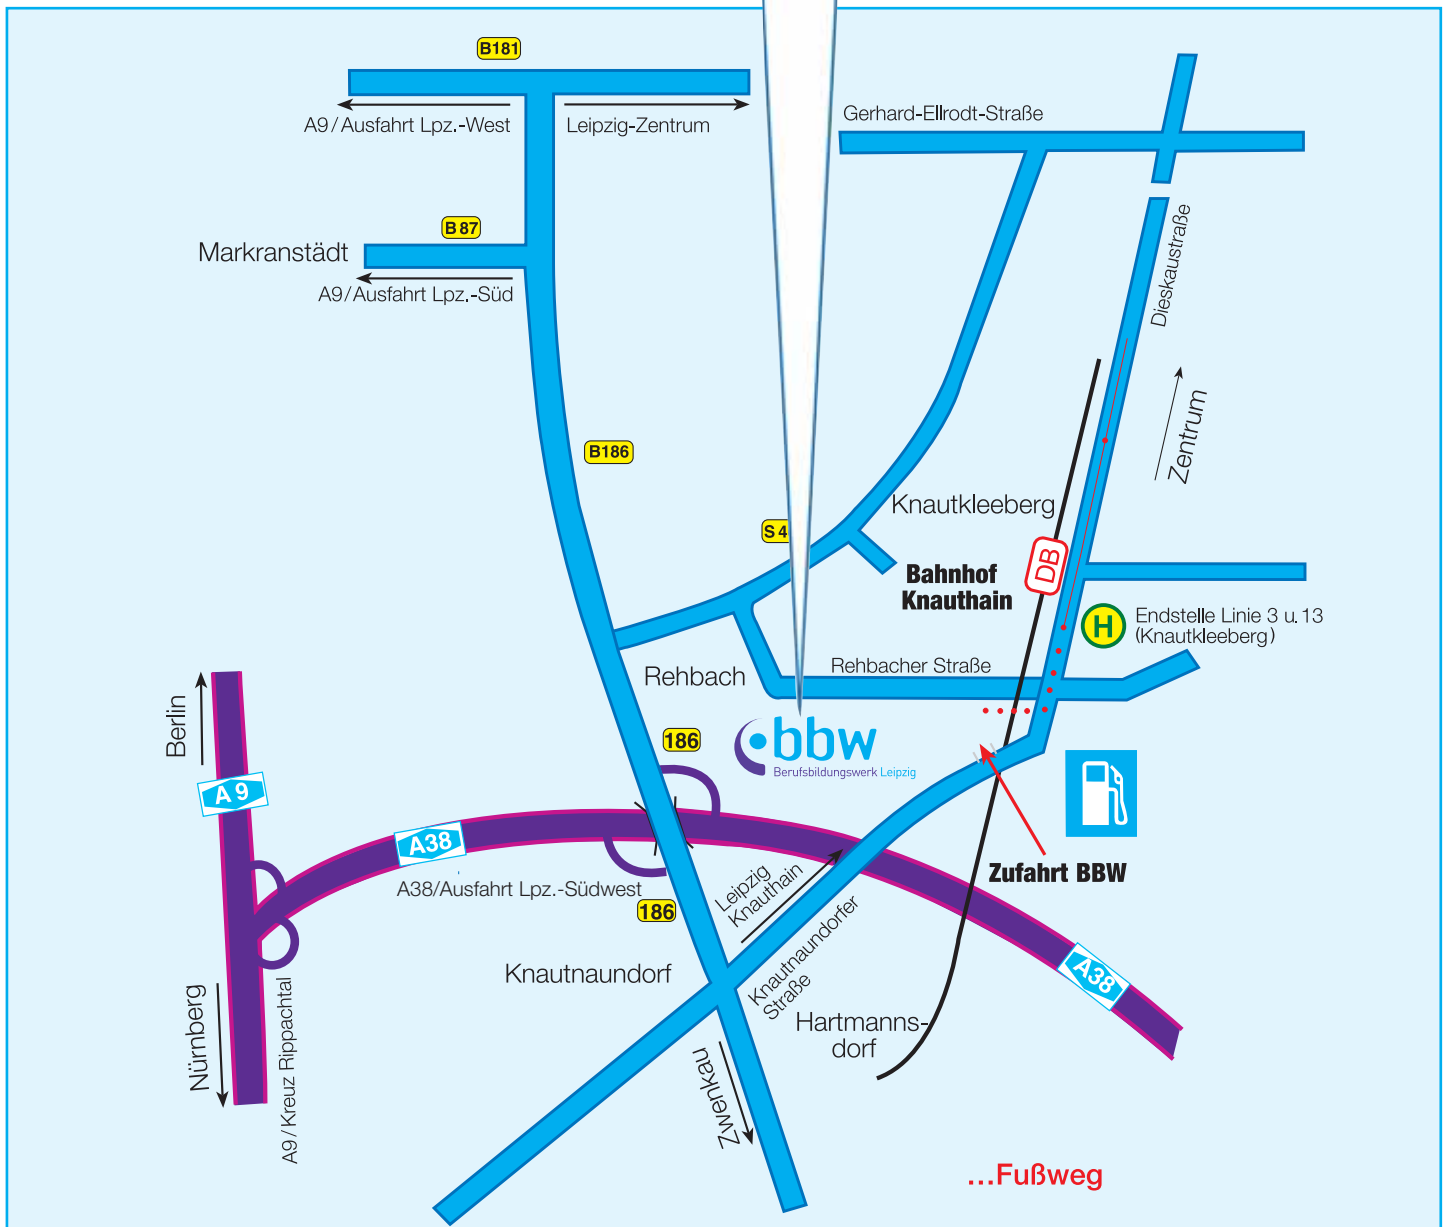 B181
A9/Ausfahrt Lpz.-West
Leipzig-Zentrum
Gerhard-Ellrodt-Straße
B 87
Markranstädt
A9/Ausfahrt Lpz.-Süd
Dieskaustraße
Zentrum
B186
Knautkleeberg
S 4
Bahnhof
Knauthain
DB
H
Endstelle Linie 3 u. 13
(Knautkleeberg)
Rehbacher Straße
Rehbach
Berlin
186
bbw
Berufsbildungswerk Leipzig
A 9
A38
A38/Ausfahrt Lpz.-Südwest
186
Leipzig
Knauthain
Zufahrt BBW
Knautnaundorf
Knautnaundorfer
Straße
A38
Nürnberg
A9/Kreuz Rippachtal
Hartmanns-
dorf
Zwenkau
...Fußweg